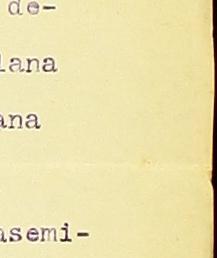 de-
lana
ana
asemi-